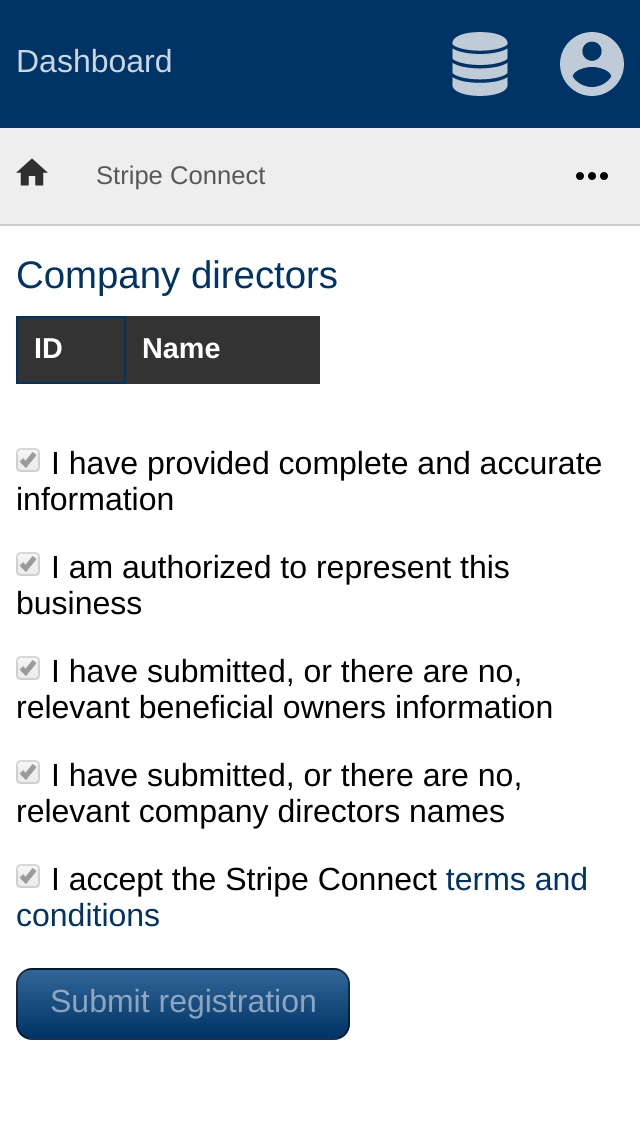 Dashboard
Stripe Connect
Company directors
ID Name
I have provided complete and accurate
information
I am authorized to represent this
business
I have submitted, or there are no,
relevant beneficial owners information
I have submitted, or there are no,
relevant company directors names
I accept the Stripe Connect terms and
conditions
Submit registration